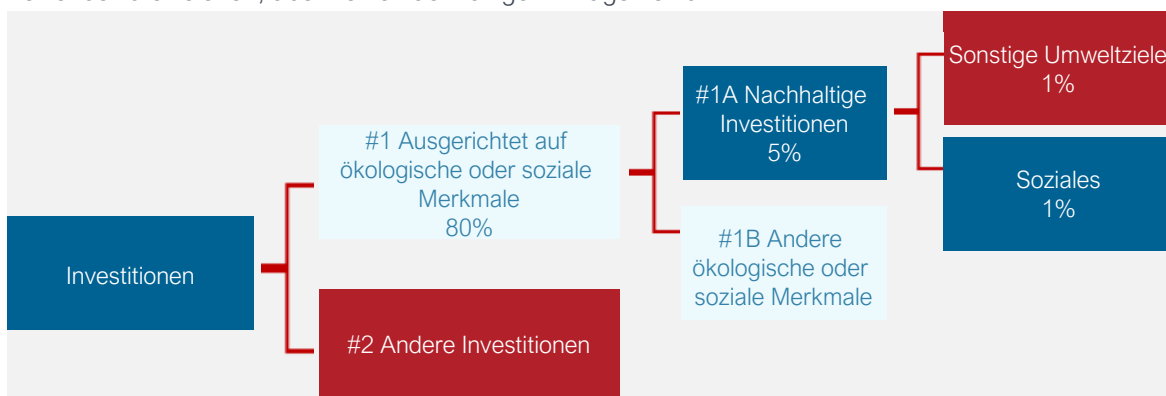 Investitionen
#1 Ausgerichtet auf
ökologische oder soziale
Merkmale
80%
#2 Andere Investitionen
#1A Nachhaltige
Investitionen
5%
#1B Andere
ökologische oder
soziale Merkmale
Sonstige Umweltziele
1%
Soziales
1%